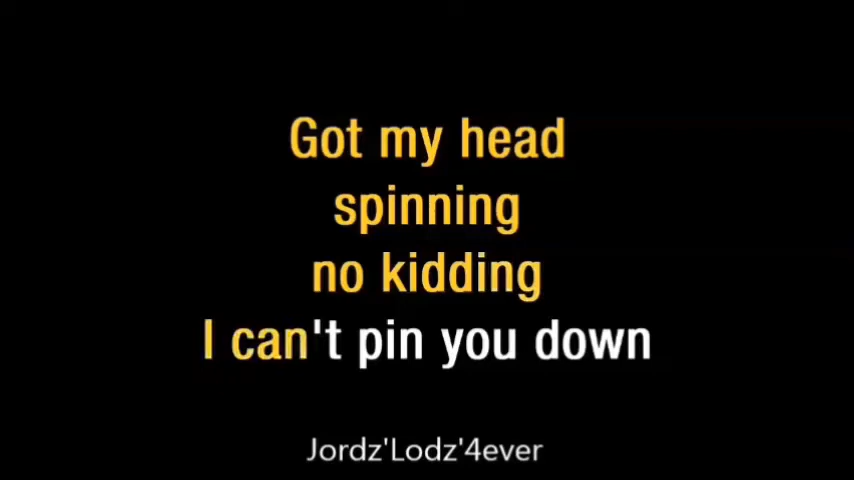 Got my head
spinning
no kidding
I can't pin you down
Jordz'Lodz'4ever